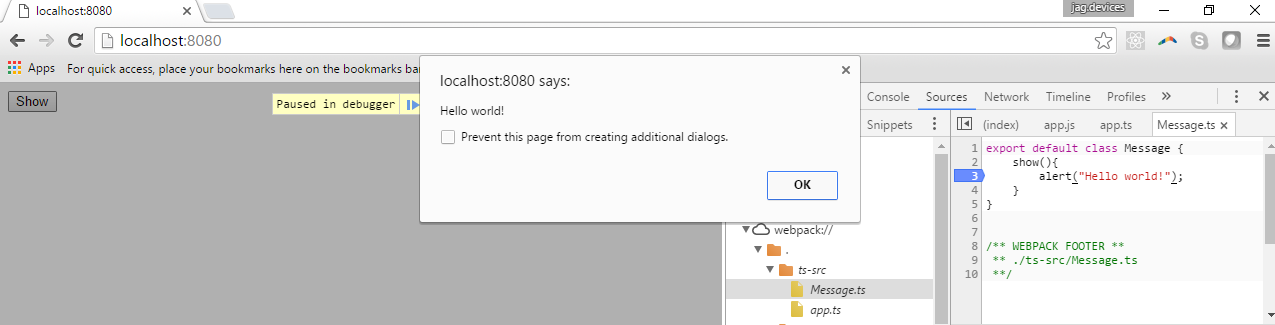 localhost:8080
jag.devices
localhost:8080
Apps For quick access, place your bookmarks here on the bookmarks ba
Show
Paused in debugger
localhost:8080 says:
Hello world!
Prevent this page from creating additional dialogs.
OK
Console Sources Network Timeline Profiles
Snippets
(index) app.js app.ts Message.ts
webpack://
.
ts-src
Message.ts
app.ts
1 export default class Message {
2 show(){
3 alert("Hello world!");
4 }
5 }
6
7
8 /** WEBPACK FOOTER **
9 ** ./ts-src/Message.ts
10 **/